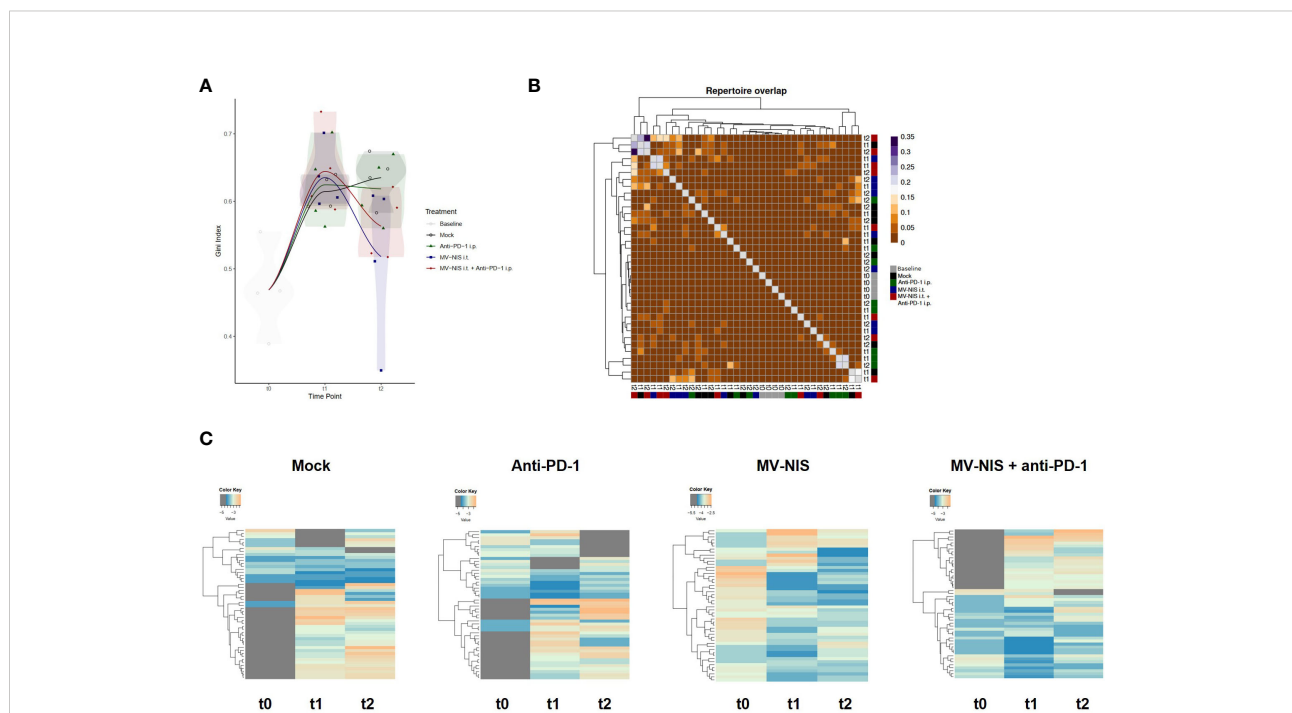 A
0.7
0.6
0.5
0.4
Gini Index
t0
t1
t2
Time Point
Treatment
Baseline
Mock
Anti-PD-1 i.p.
MV-NIS i.t.
MV-NIS i.t. + Anti-PD-1 i.p.
B
Repertoire overlap
0.35
0.3
0.25
0.2
0.15
0.1
0.05
0
Baseline
Mock
Anti-PD-1 i.p.
MV-NIS i.t.
MV-NIS i.t. +
Anti-PD-1 i.p.
C
Mock
Color Key
Value
t0 t1 t2
Anti-PD-1
Color Key
Value
t0 t1 t2
MV-NIS
Color Key
Value
t0 t1 t2
MV-NIS + anti-PD-1
Color Key
Value
t0 t1 t2